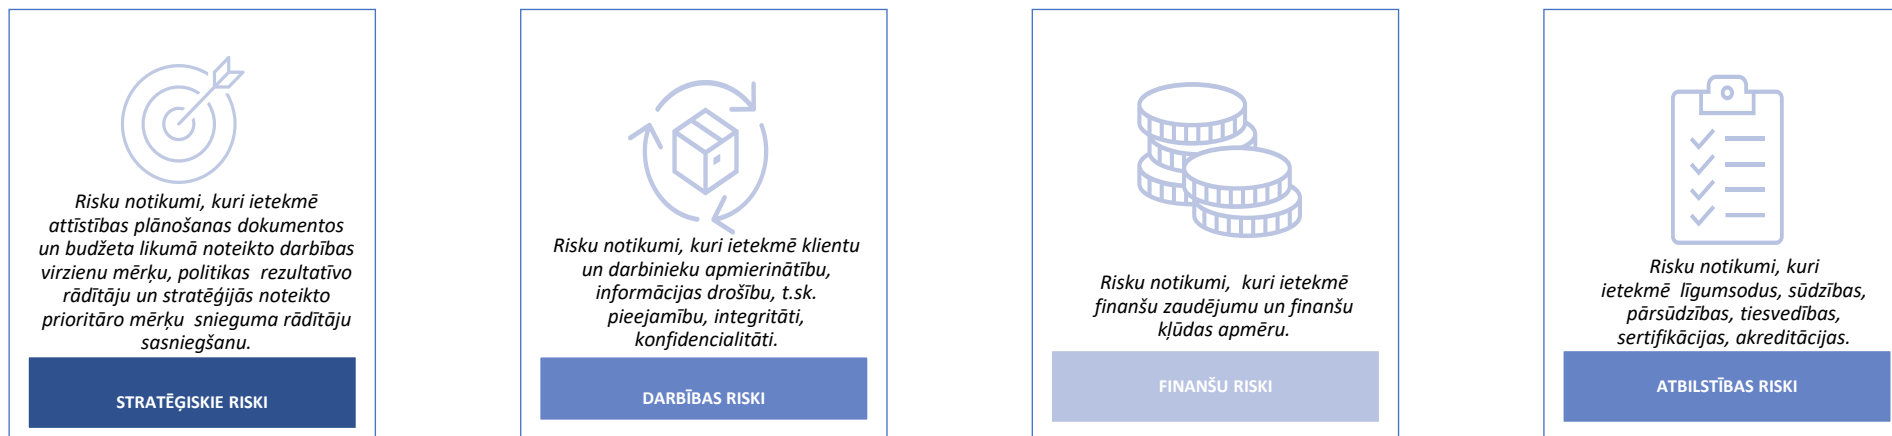 Risku notikumi, kuri ietekmē
attīstības plānošanas dokumentos
un budžeta likumā noteikto darbības
virzienu mērķu, politikas  rezultatīvo
rādītāju un stratēģijās noteikto
prioritāro mērķu  snieguma rādītāju
sasniegšanu.
STRATĒĢISKIE RISKI
Risku notikumi, kuri ietekmē klientu
un darbinieku apmierinātību,
informācijas drošību, t.sk.
pieejamību, integritāti,
konfidencialitāti.
DARBĪBAS RISKI
Risku notikumi,  kuri ietekmē
finanšu zaudējumu un finanšu
kļūdas apmēru.
FINANŠU RISKI
Risku notikumi, kuri
ietekmē  līgumsodus, sūdzības,
pārsūdzības, tiesvedības,
sertifikācijas, akreditācijas.
ATBILSTĪBAS RISKI